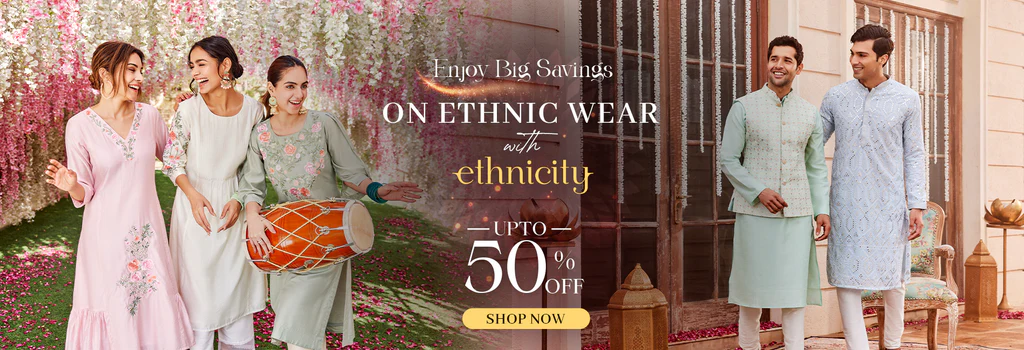 Enjoy Big Savings
ON ETHNIC WEAR
with
ethnicity
UPTO
50% OFF
SHOP NOW